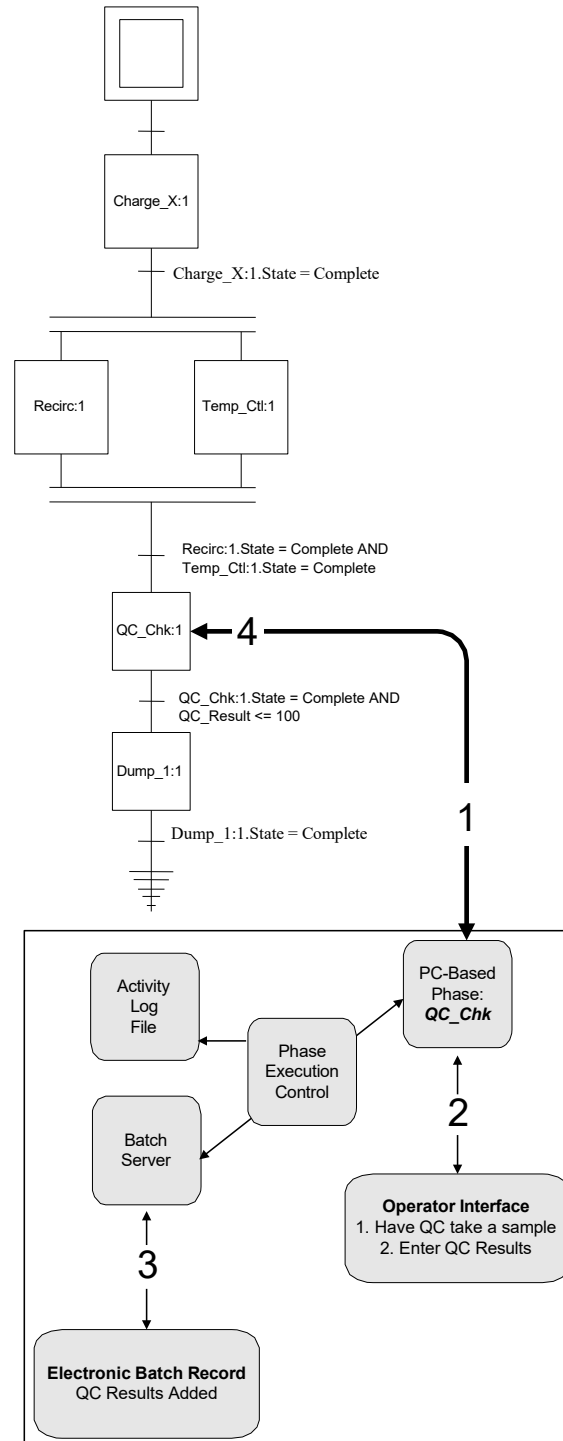 Charge_X:1
Charge_X:1.State = Complete
Recirc:1
Temp_Ctl:1
Recirc:1.State = Complete AND
Temp_Ctl:1.State = Complete
QC_Chk:1
4
QC_Chk:1.State = Complete AND
QC_Result <= 100
Dump_1:1
1
Dump_1:1.State = Complete
Activity
Log
File
PC-Based
Phase:
QC_Chk
Phase
Execution
Control
Batch
Server
2
Operator Interface
1. Have QC take a sample
2. Enter QC Results
3
Electronic Batch Record
QC Results Added